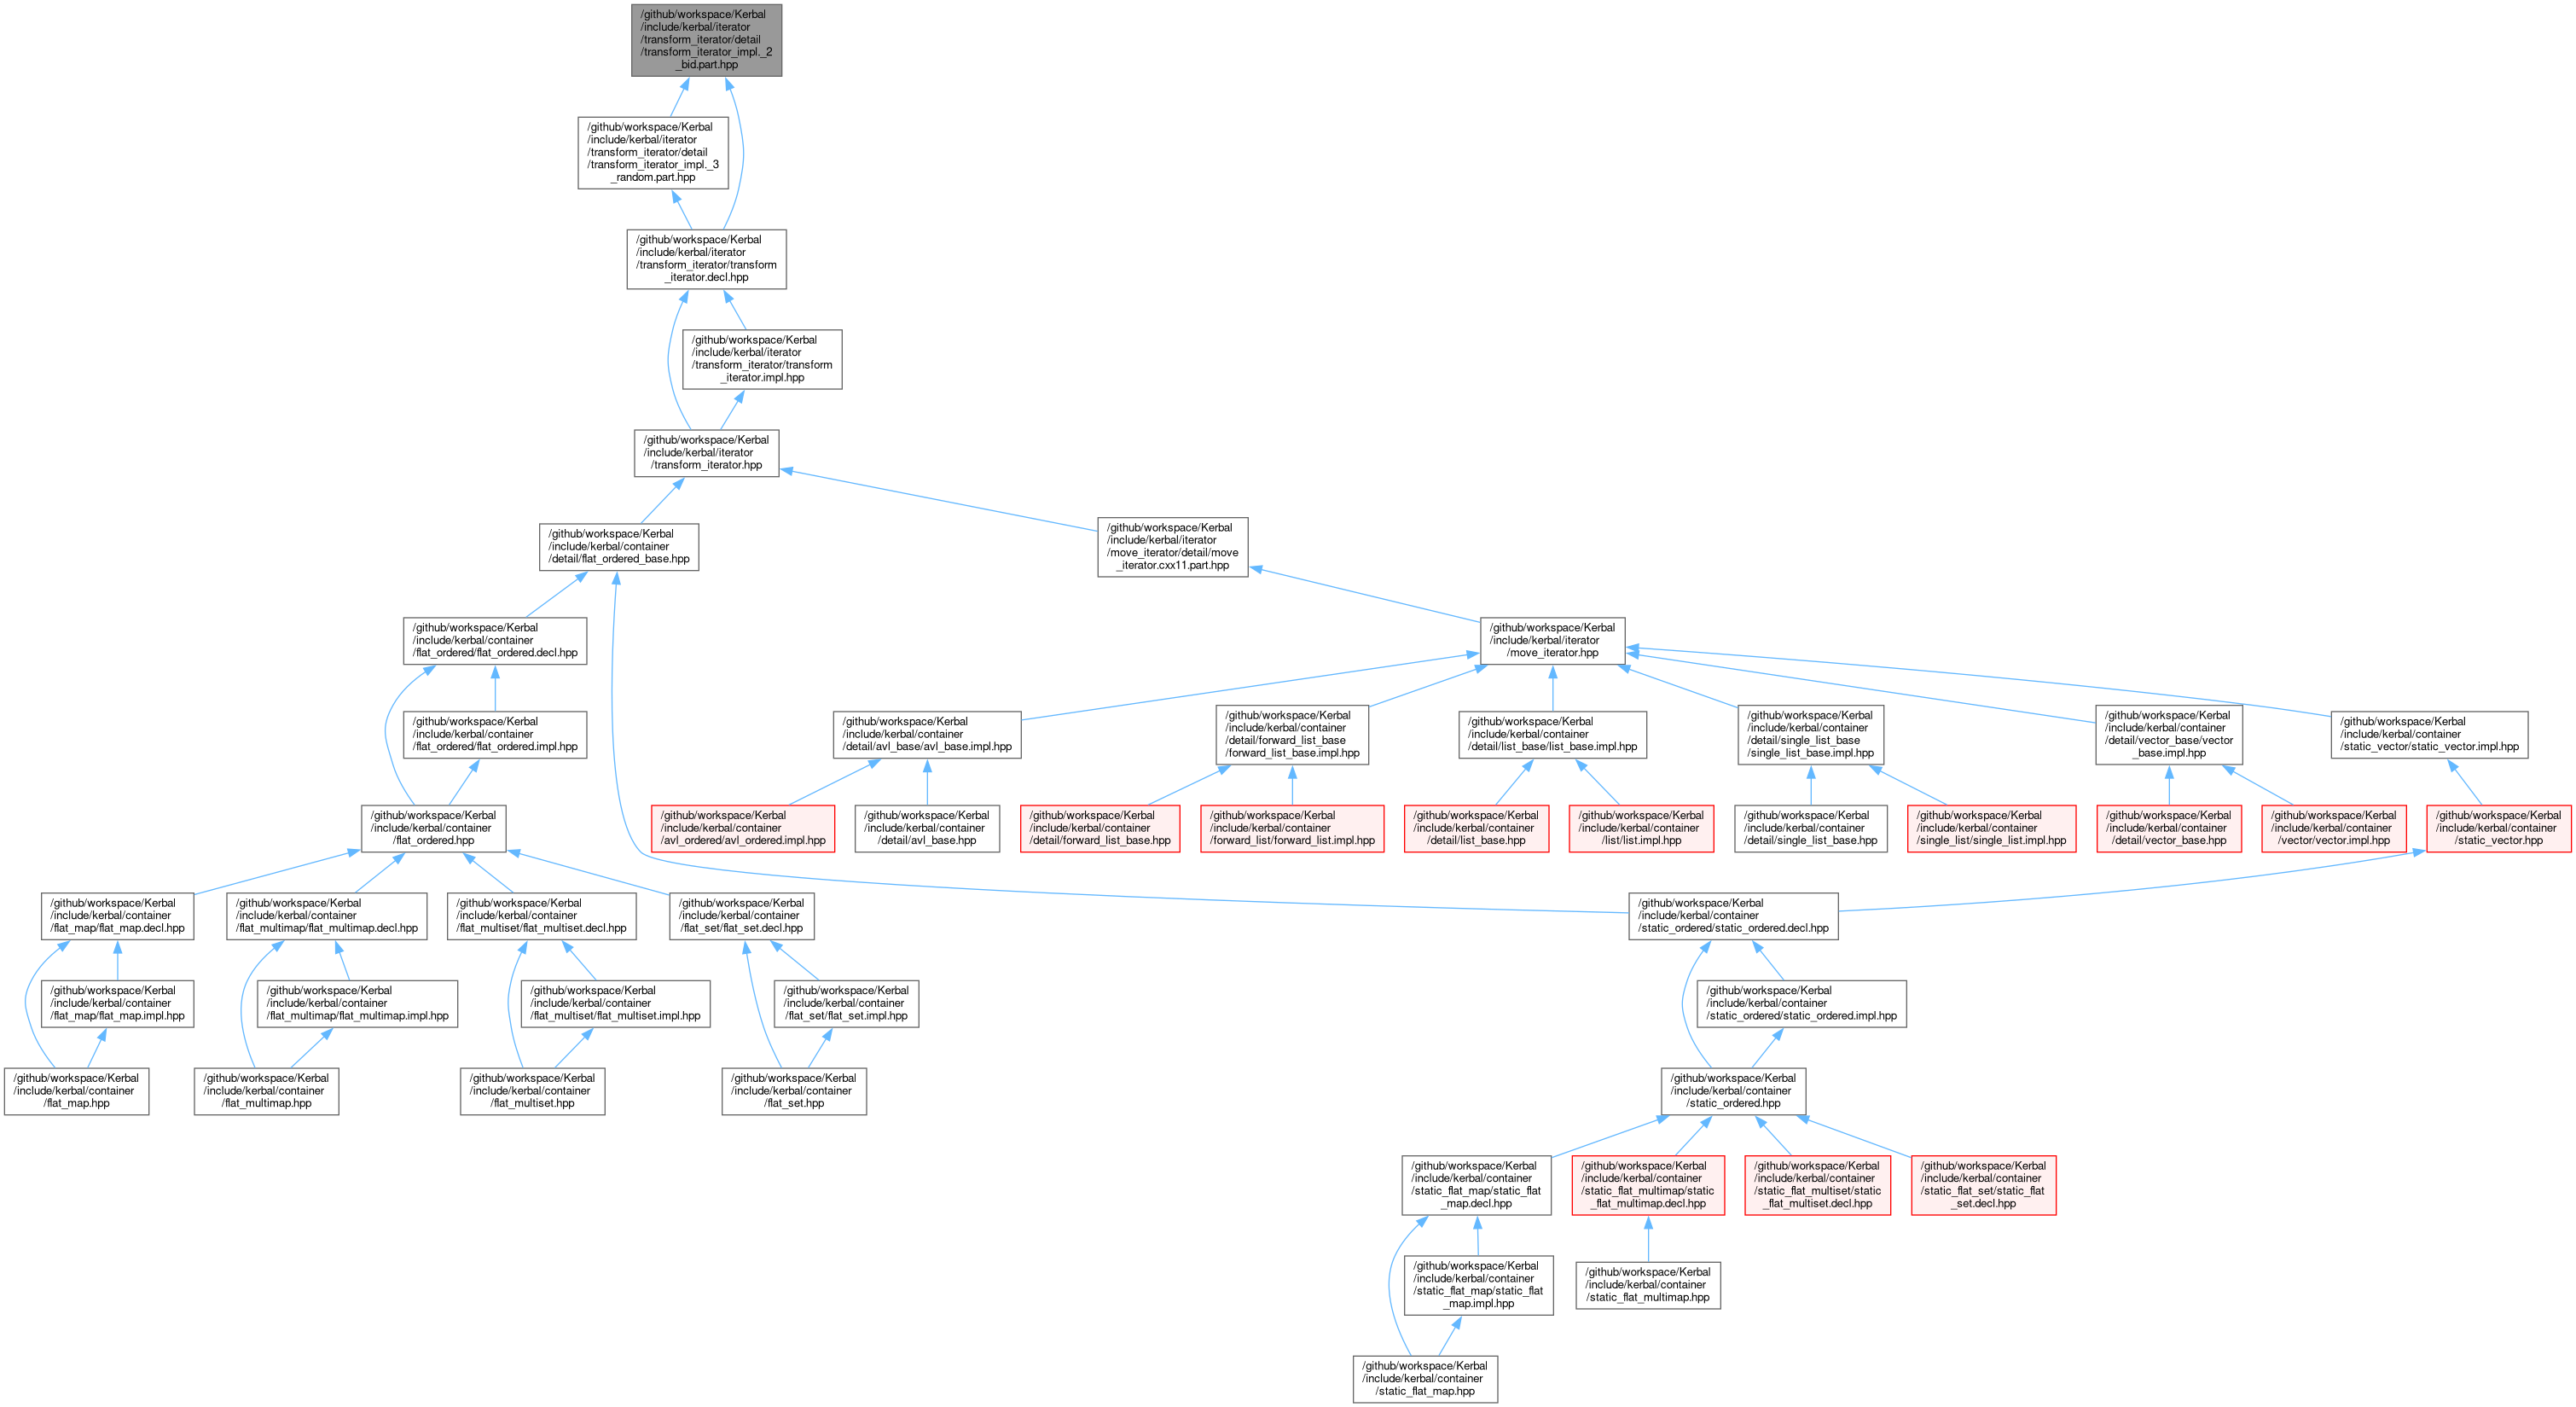 /github/workspace/Kerbal
/include/kerbal/iterator
/transform_iterator/detail
/transform_iterator_impl._2
_bid.part.hpp
/github/workspace/Kerbal
/include/kerbal/iterator
/transform_iterator/detail
/transform_iterator_impl._3
_random.part.hpp
/github/workspace/Kerbal
/include/kerbal/iterator
/transform_iterator/transform
_iterator.decl.hpp
/github/workspace/Kerbal
/include/kerbal/iterator
/transform_iterator/transform
_iterator.impl.hpp
/github/workspace/Kerbal
/include/kerbal/iterator
/transform_iterator.hpp
/github/workspace/Kerbal
/include/kerbal/container
/detail/flat_ordered_base.hpp
/github/workspace/Kerbal
/include/kerbal/iterator
/move_iterator/detail/move
_iterator.cxx11.part.hpp
/github/workspace/Kerbal
/include/kerbal/container
/flat_ordered/flat_ordered.decl.hpp
/github/workspace/Kerbal
/include/kerbal/iterator
/move_iterator.hpp
/github/workspace/Kerbal
/include/kerbal/container
/flat_ordered/flat_ordered.impl.hpp
/github/workspace/Kerbal
/include/kerbal/container
/detail/avl_base/avl_base.impl.hpp
/github/workspace/Kerbal
/include/kerbal/container
/detail/forward_list_base
/forward_list_base.impl.hpp
/github/workspace/Kerbal
/include/kerbal/container
/detail/list_base/list_base.impl.hpp
/github/workspace/Kerbal
/include/kerbal/container
/detail/single_list_base
/single_list_base.impl.hpp
/github/workspace/Kerbal
/include/kerbal/container
/detail/vector_base/vector
_base.impl.hpp
/github/workspace/Kerbal
/include/kerbal/container
/static_vector/static_vector.impl.hpp
/github/workspace/Kerbal
/include/kerbal/container
/flat_ordered.hpp
/github/workspace/Kerbal
/include/kerbal/container
/avl_ordered/avl_ordered.impl.hpp
/github/workspace/Kerbal
/include/kerbal/container
/detail/avl_base.hpp
/github/workspace/Kerbal
/include/kerbal/container
/detail/forward_list_base.hpp
/github/workspace/Kerbal
/include/kerbal/container
/forward_list/forward_list.impl.hpp
/github/workspace/Kerbal
/include/kerbal/container
/detail/list_base.hpp
/github/workspace/Kerbal
/include/kerbal/container
/list/list.impl.hpp
/github/workspace/Kerbal
/include/kerbal/container
/detail/single_list_base.hpp
/github/workspace/Kerbal
/include/kerbal/container
/single_list/single_list.impl.hpp
/github/workspace/Kerbal
/include/kerbal/container
/detail/vector_base.hpp
/github/workspace/Kerbal
/include/kerbal/container
/vector/vector.impl.hpp
/github/workspace/Kerbal
/include/kerbal/container
/static_vector.hpp
/github/workspace/Kerbal
/include/kerbal/container
/flat_map/flat_map.decl.hpp
/github/workspace/Kerbal
/include/kerbal/container
/flat_multimap/flat_multimap.decl.hpp
/github/workspace/Kerbal
/include/kerbal/container
/flat_multiset/flat_multiset.decl.hpp
/github/workspace/Kerbal
/include/kerbal/container
/flat_set/flat_set.decl.hpp
/github/workspace/Kerbal
/include/kerbal/container
/static_ordered/static_ordered.decl.hpp
/github/workspace/Kerbal
/include/kerbal/container
/flat_map/flat_map.impl.hpp
/github/workspace/Kerbal
/include/kerbal/container
/flat_multimap/flat_multimap.impl.hpp
/github/workspace/Kerbal
/include/kerbal/container
/flat_multiset/flat_multiset.impl.hpp
/github/workspace/Kerbal
/include/kerbal/container
/flat_set/flat_set.impl.hpp
/github/workspace/Kerbal
/include/kerbal/container
/static_ordered/static_ordered.impl.hpp
/github/workspace/Kerbal
/include/kerbal/container
/flat_map.hpp
/github/workspace/Kerbal
/include/kerbal/container
/flat_multimap.hpp
/github/workspace/Kerbal
/include/kerbal/container
/flat_multiset.hpp
/github/workspace/Kerbal
/include/kerbal/container
/flat_set.hpp
/github/workspace/Kerbal
/include/kerbal/container
/static_ordered.hpp
/github/workspace/Kerbal
/include/kerbal/container
/static_flat_map/static_flat
_map.decl.hpp
/github/workspace/Kerbal
/include/kerbal/container
/static_flat_multimap/static
_flat_multimap.decl.hpp
/github/workspace/Kerbal
/include/kerbal/container
/static_flat_multiset/static
_flat_multiset.decl.hpp
/github/workspace/Kerbal
/include/kerbal/container
/static_flat_set/static_flat
_set.decl.hpp
/github/workspace/Kerbal
/include/kerbal/container
/static_flat_map/static_flat
_map.impl.hpp
/github/workspace/Kerbal
/include/kerbal/container
/static_flat_multimap.hpp
/github/workspace/Kerbal
/include/kerbal/container
/static_flat_map.hpp